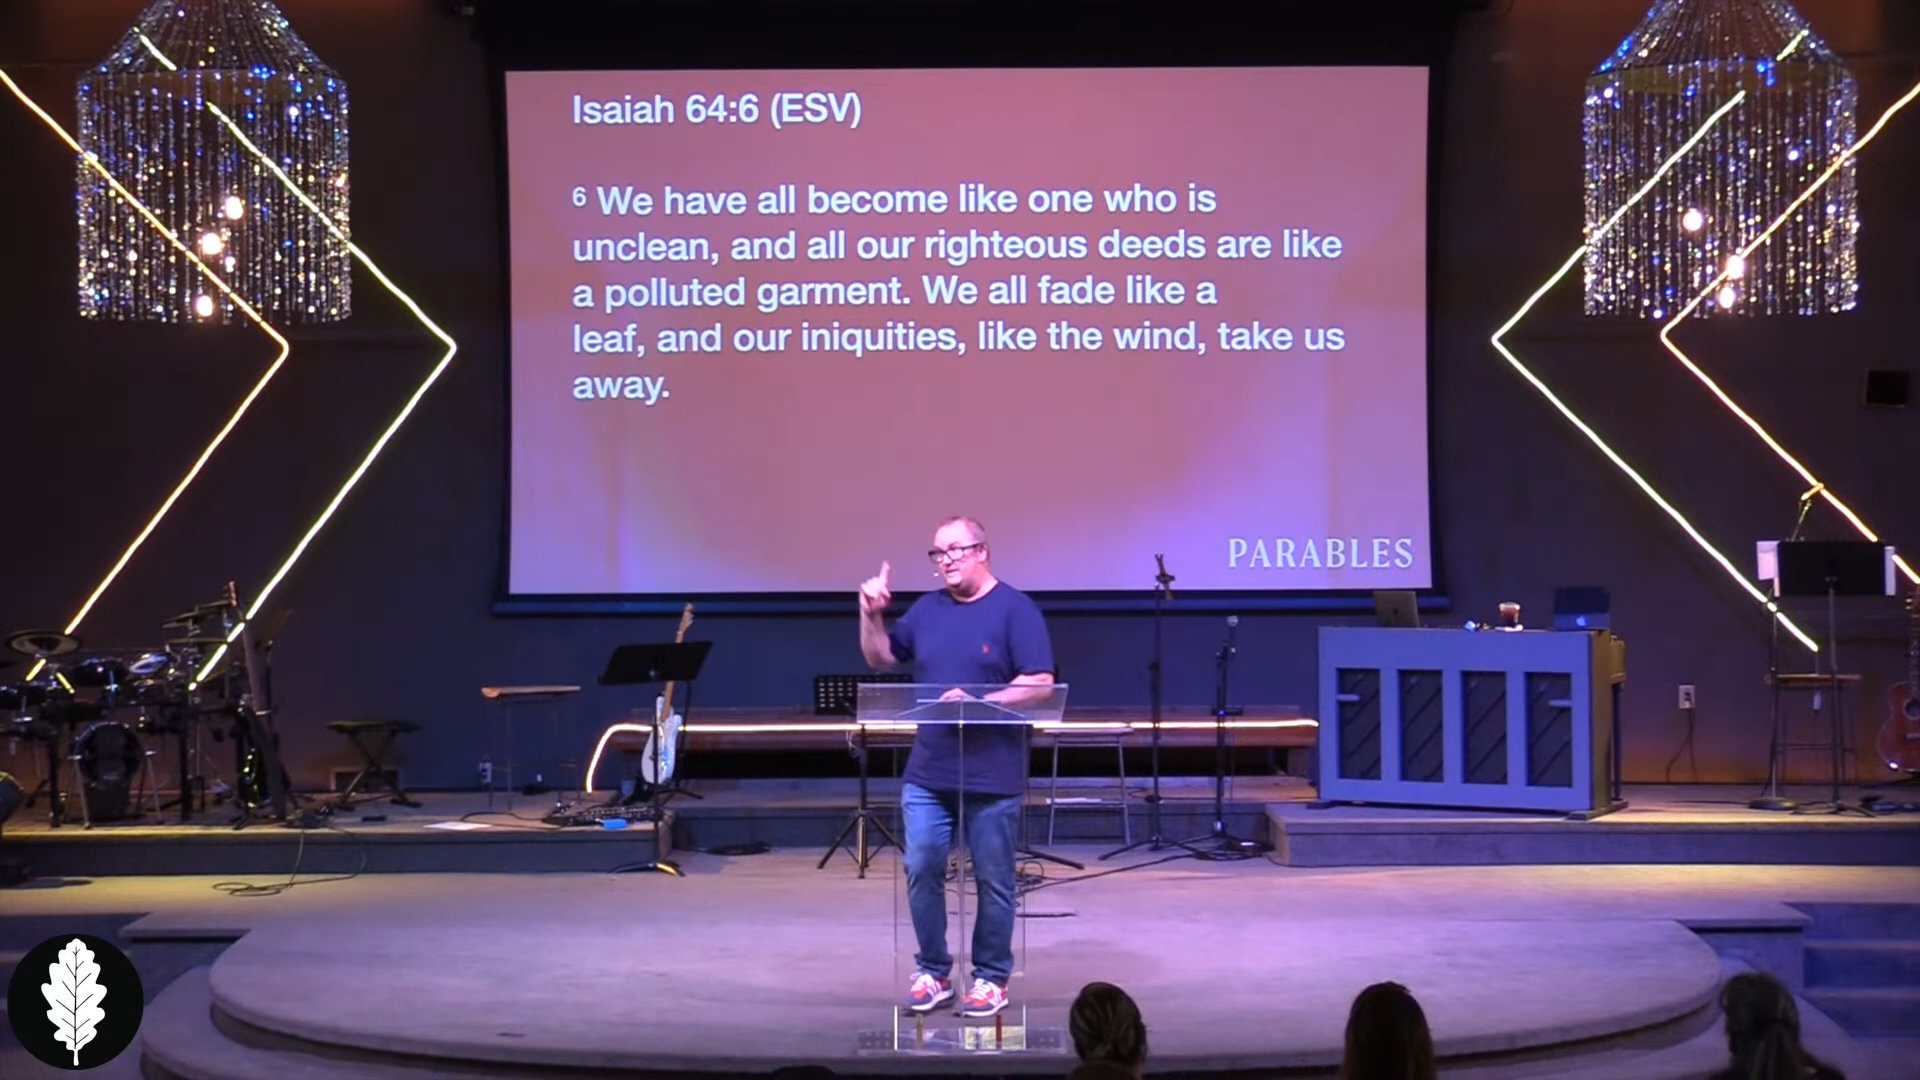 Isaiah 64:6 (ESV)
6 We have all become like one who is
unclean, and all our righteous deeds are like
a polluted garment. We all fade like a
leaf, and our iniquities, like the wind, take us
away.
PARABLES